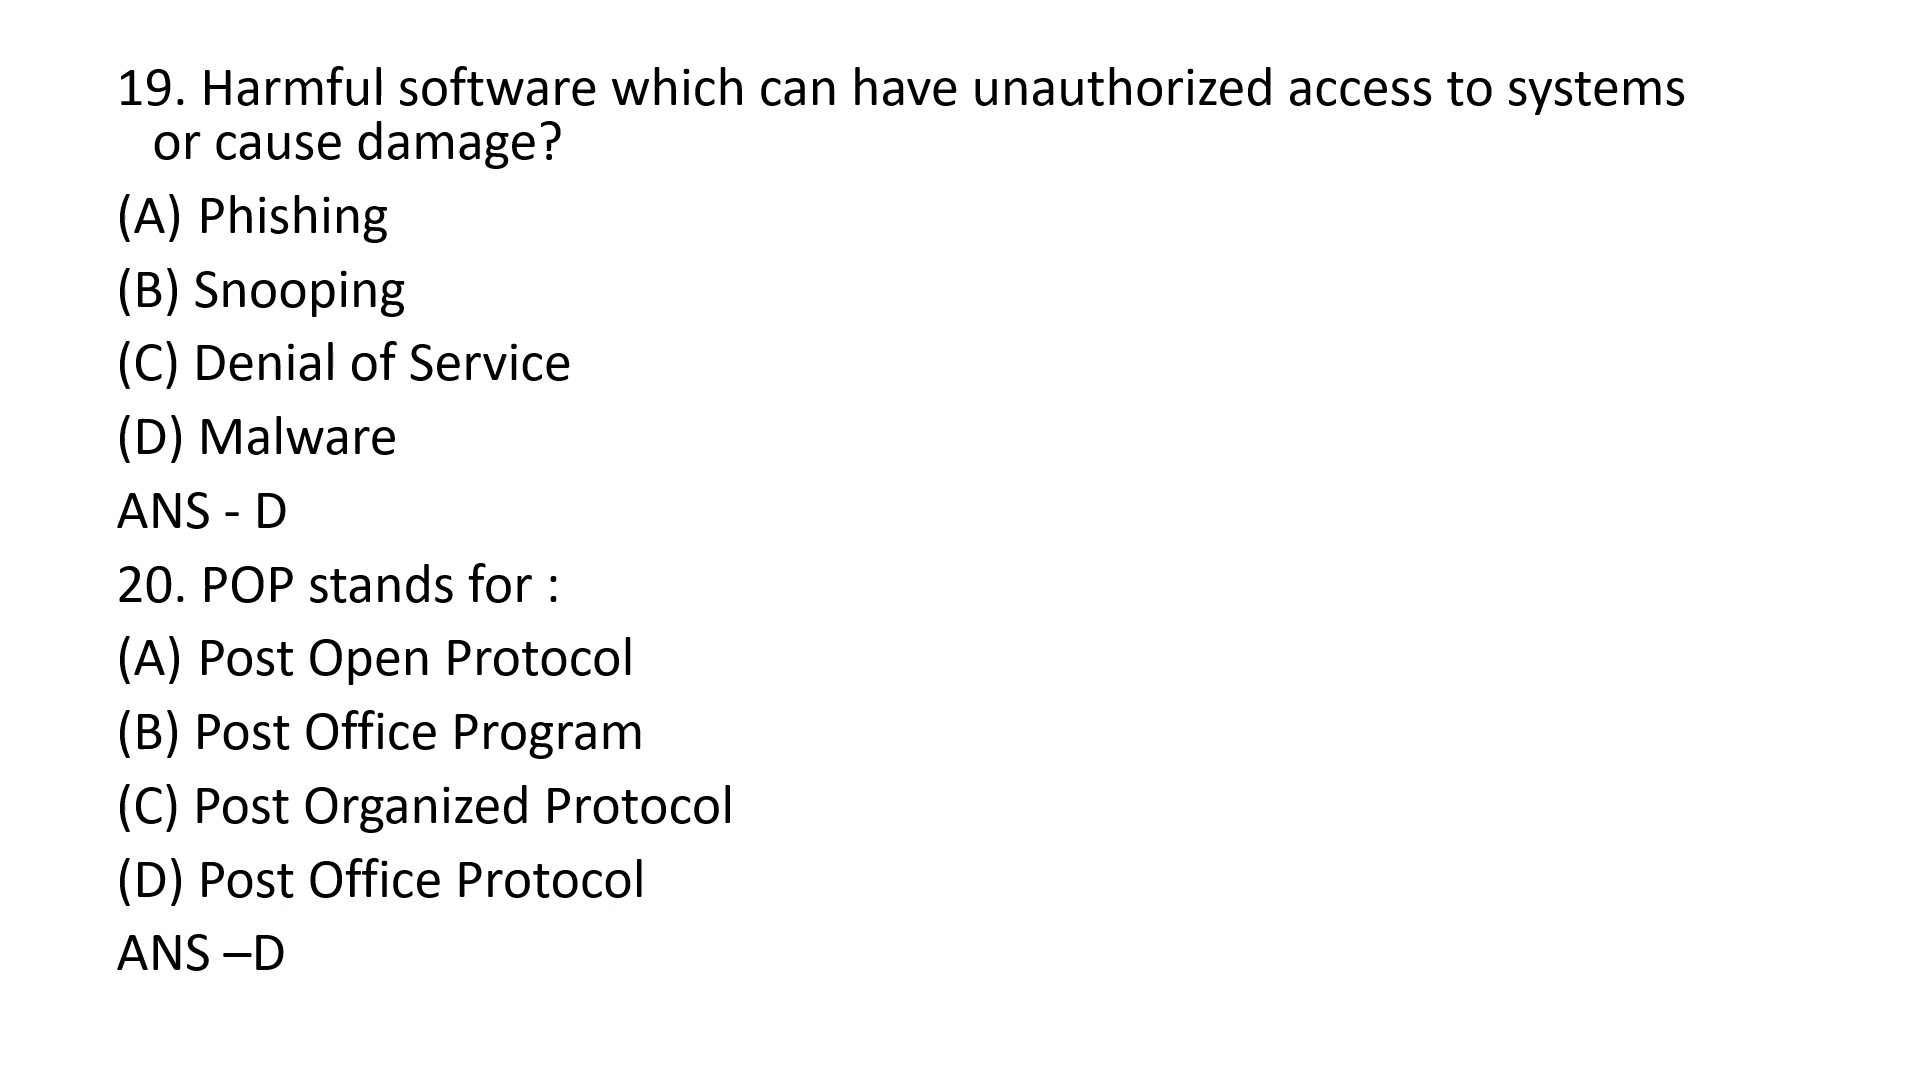 19. Harmful software which can have unauthorized access to systems
or cause damage?
(A) Phishing
(B) Snooping
(C) Denial of Service
(D) Malware
ANS - D
20. POP stands for :
(A) Post Open Protocol
(B) Post Office Program
(C) Post Organized Protocol
(D) Post Office Protocol
ANS –D